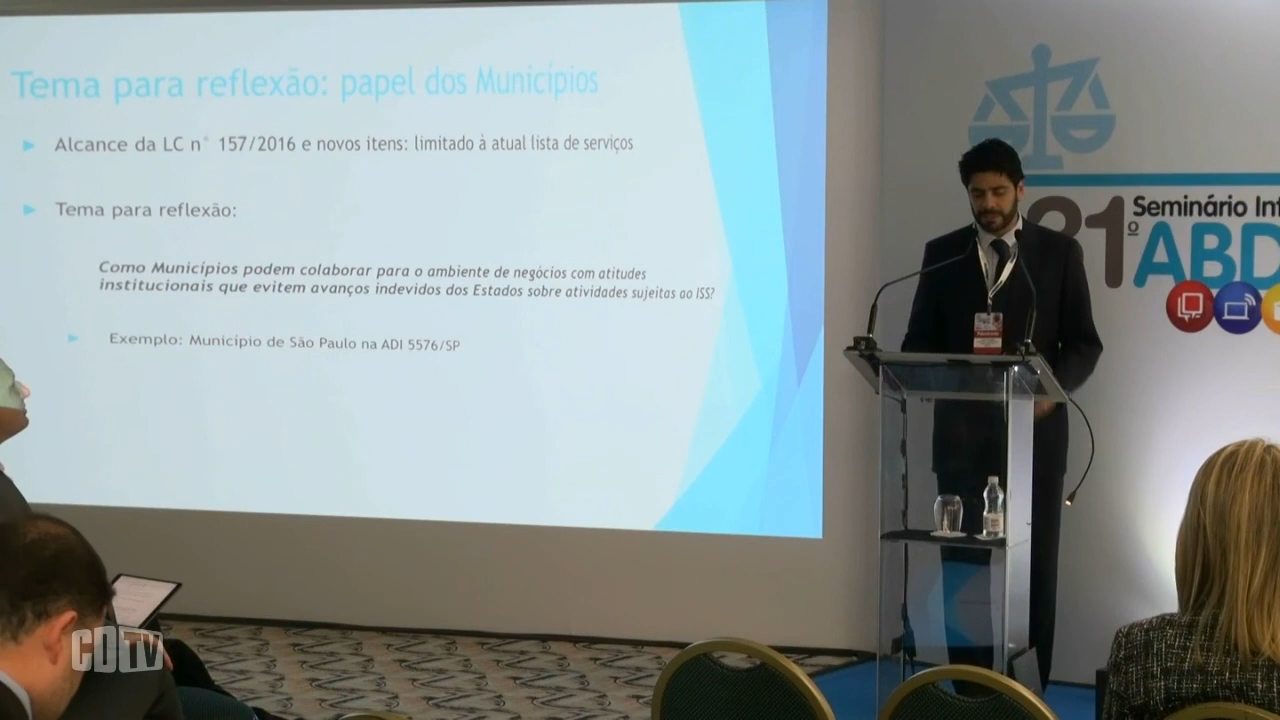 Tema para reflexão: papel dos Municípios
Alcance da LC n° 157/2016 e novos itens: limitado à atual lista de serviços
Tema para reflexão:
Como Municípios podem colaborar para o ambiente de negócios com atitudes
institucionais que evitem avanços indevidos dos Estados sobre atividades sujeitas ao ISS?
Exemplo: Município de São Paulo na ADI 5576/SP
Seminário Int
1º ABD
CDTV